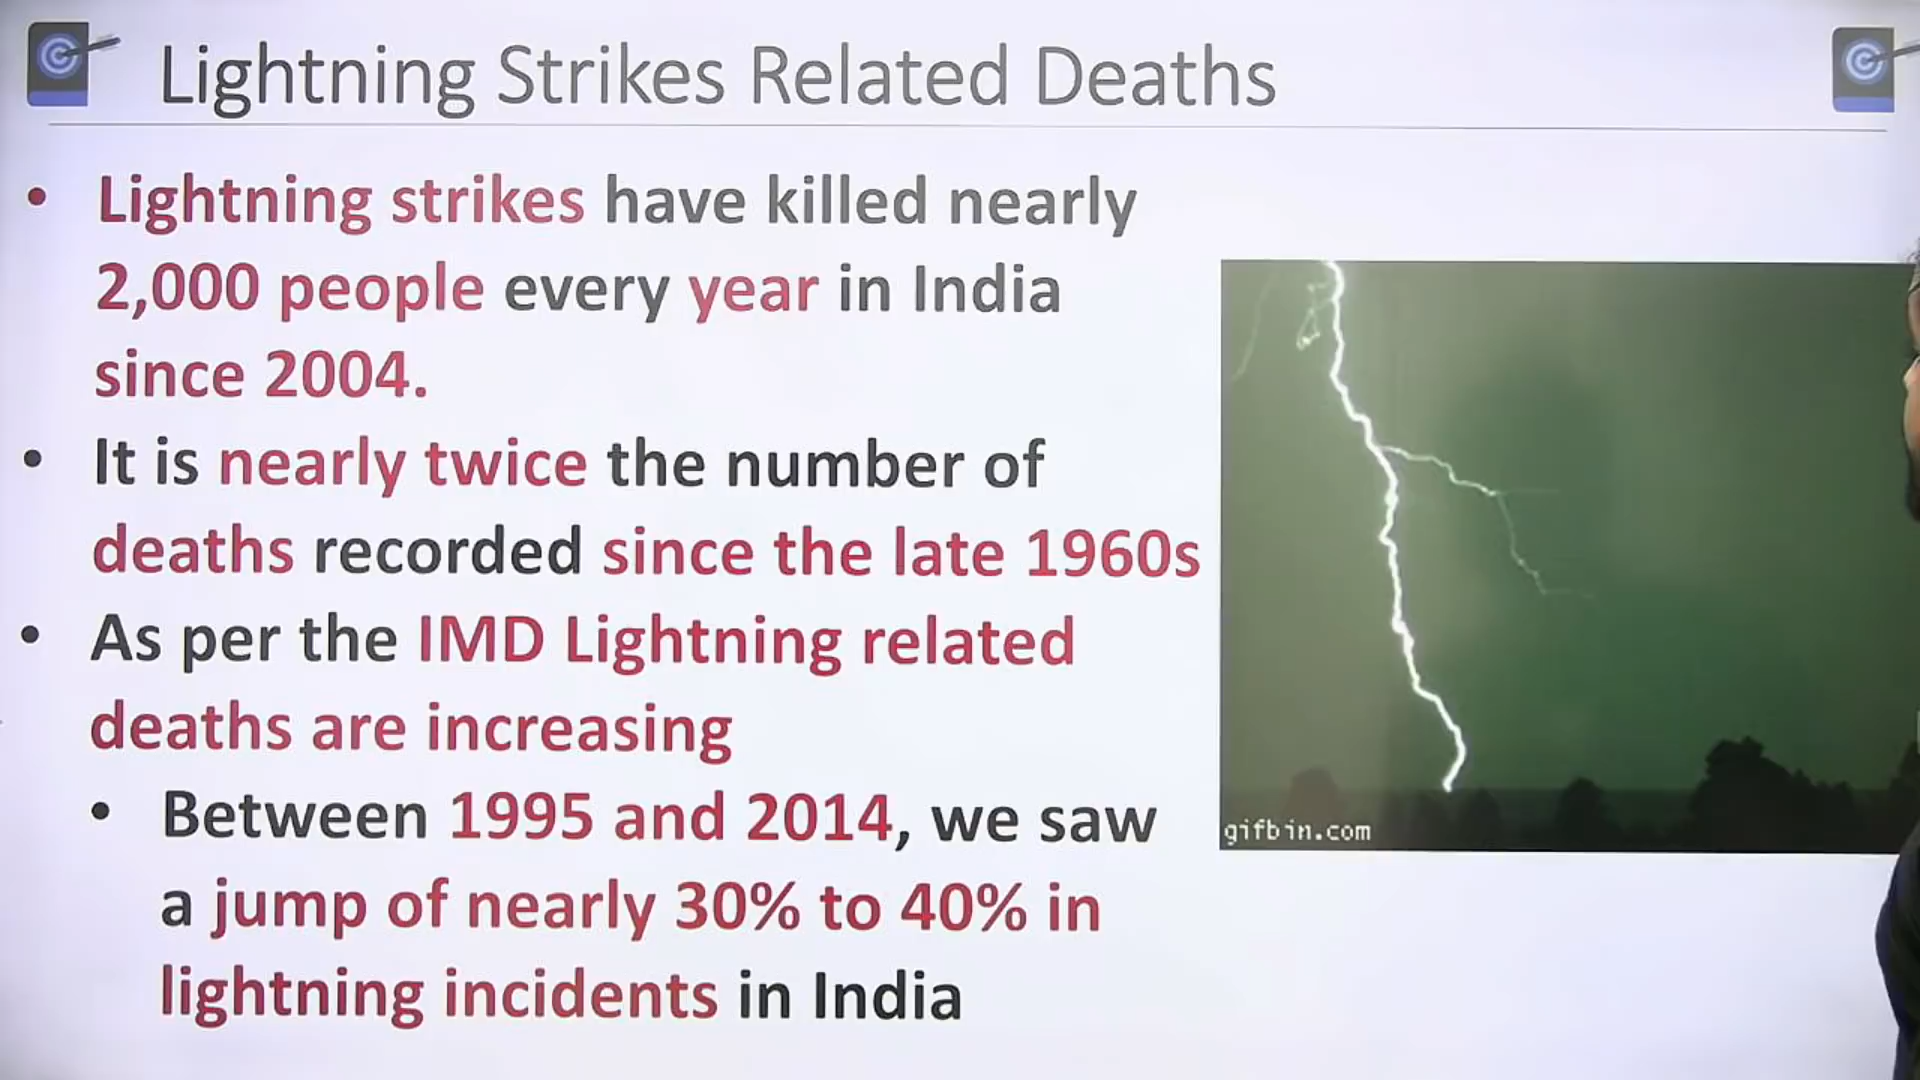 Lightning Strikes Related Deaths
• Lightning strikes have killed nearly
2,000 people every year in India
since 2004.
• It is nearly twice the number of
deaths recorded since the late 1960s
• As per the IMD Lightning related
deaths are increasing
• Between 1995 and 2014, we saw
a jump of nearly 30% to 40% in
lightning incidents in India
gifbin.com